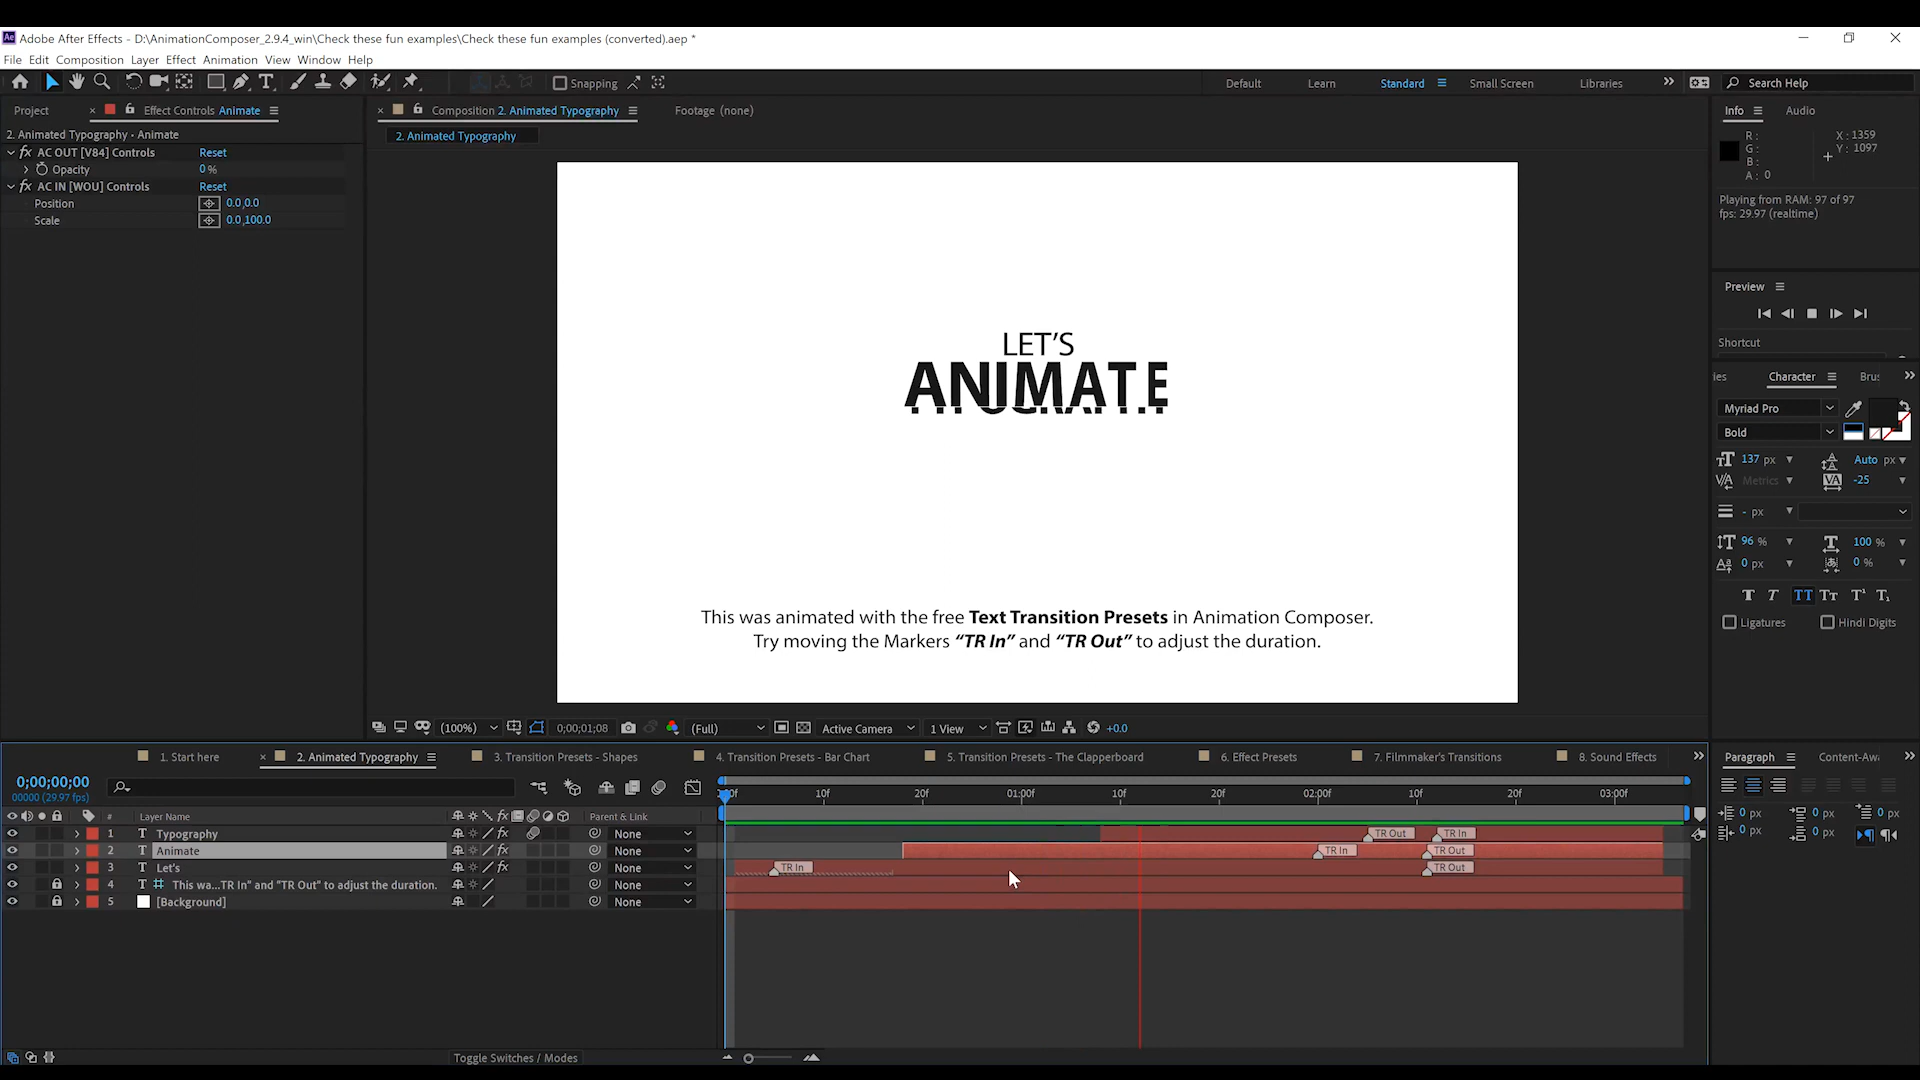 Adobe After Effects - D:\AnimationComposer_2.9.4_win\Check these fun examples\Check these fun examples (converted).aep *
File Edit Composition Layer Effect Animation View Window Help
Snapping
Default Learn Standard Small Screen Libraries Search Help
Project Effect Controls Animate
Composition 2. Animated Typography Footage (none)
Info Audio
2. Animated Typography • Animate
2. Animated Typography
AC OUT [V84] Controls Reset
Opacity 0 %
AC IN [WOU] Controls Reset
Position 0.0,0.0
Scale 0.0,100.0
R :
G :
B :
A : 0
X : 1359
Y : 1097
Playing from RAM: 97 of 97
fps: 29.97 (realtime)
Preview
Shortcut
LET'S
ANIMATE
This was animated with the free Text Transition Presets in Animation Composer.
Try moving the Markers “TR In” and “TR Out” to adjust the duration.
Character
Myriad Pro
Bold
137 px Auto px
Metrics -25
- px
96 % 100 %
0 px 0 %
Ligatures Hindi Digits
(100%) 0;00;01;08 (Full) Active Camera 1 View +0.0
1. Start here 2. Animated Typography 3. Transition Presets - Shapes 4. Transition Presets - Bar Chart 5. Transition Presets - The Clapperboard 6. Effect Presets 7. Filmmaker's Transitions 8. Sound Effects
0;00;00;00
00000 (29.97 fps)
10f 20f 01:00f 10f 20f 02:00f 10f 20f 03:00f
# Layer Name Parent & Link
1 Typography None TR Out TR In
2 Animate None TR In TR Out
3 Let's None TR In TR Out
4 This wa...TR In" and "TR Out" to adjust the duration. None
5 [Background] None
Toggle Switches / Modes
Paragraph
0 px 0 px 0 px
0 px 0 px